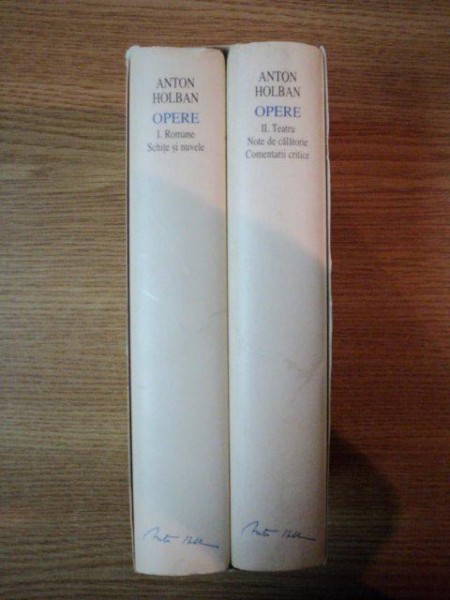 ANTON
HOLBAN
OPERE
I. Romane
Schițe și nuvele
ANTON
HOLBAN
OPERE
II. Teatru
Note de călătorie
Comentarii critice